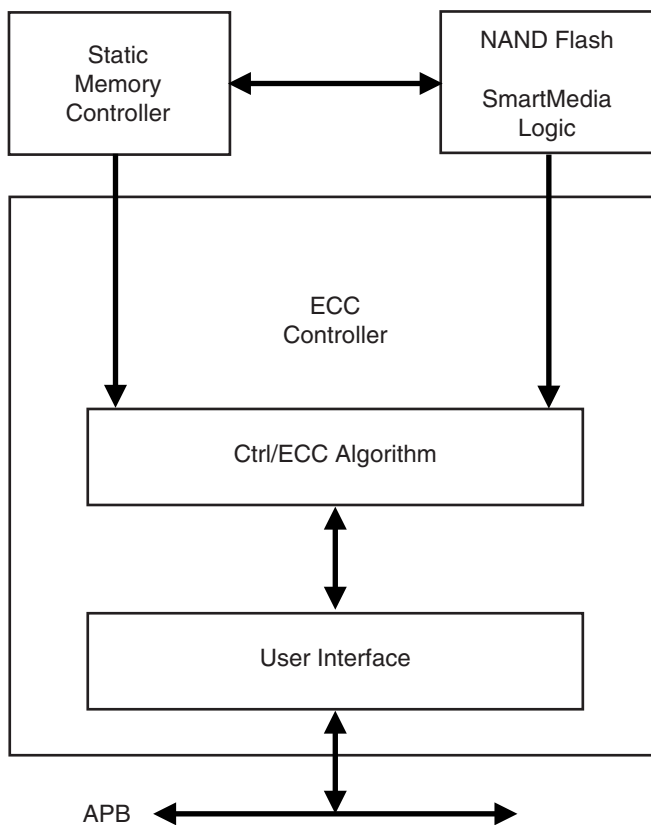 Static
Memory
Controller
NAND Flash
SmartMedia
Logic
ECC
Controller
Ctrl/ECC Algorithm
User Interface
APB